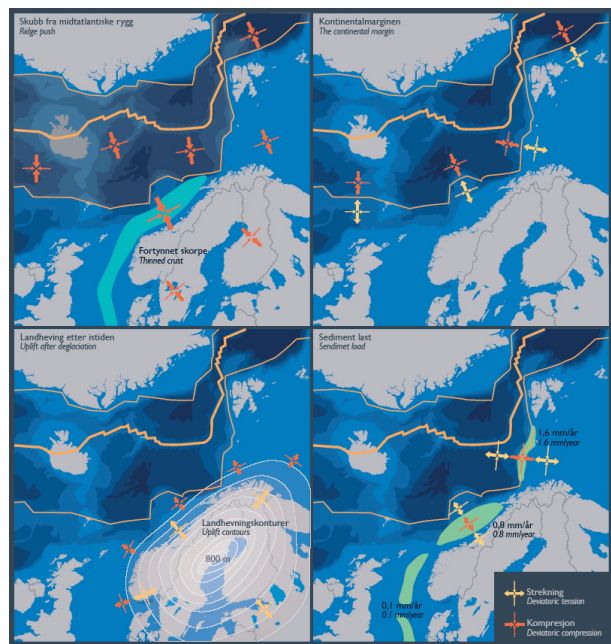 Skubb fra midtatlantiske rygg
Ridge push
Fortynnet skorpe
Thinned crust
Kontinentalmarginen
The continental margin
Landheving etter istiden
Uplift after deglaciation
Landhevningskonturer
Uplift contours
800 m
Sediment last
Sendimet load
1,6 mm/år
1.6 mm/year
0,8 mm/år
0.8 mm/year
0,1 mm/år
0.1 mm/year
Strekning
Deviatoric tension
Kompresjon
Deviatoric compression